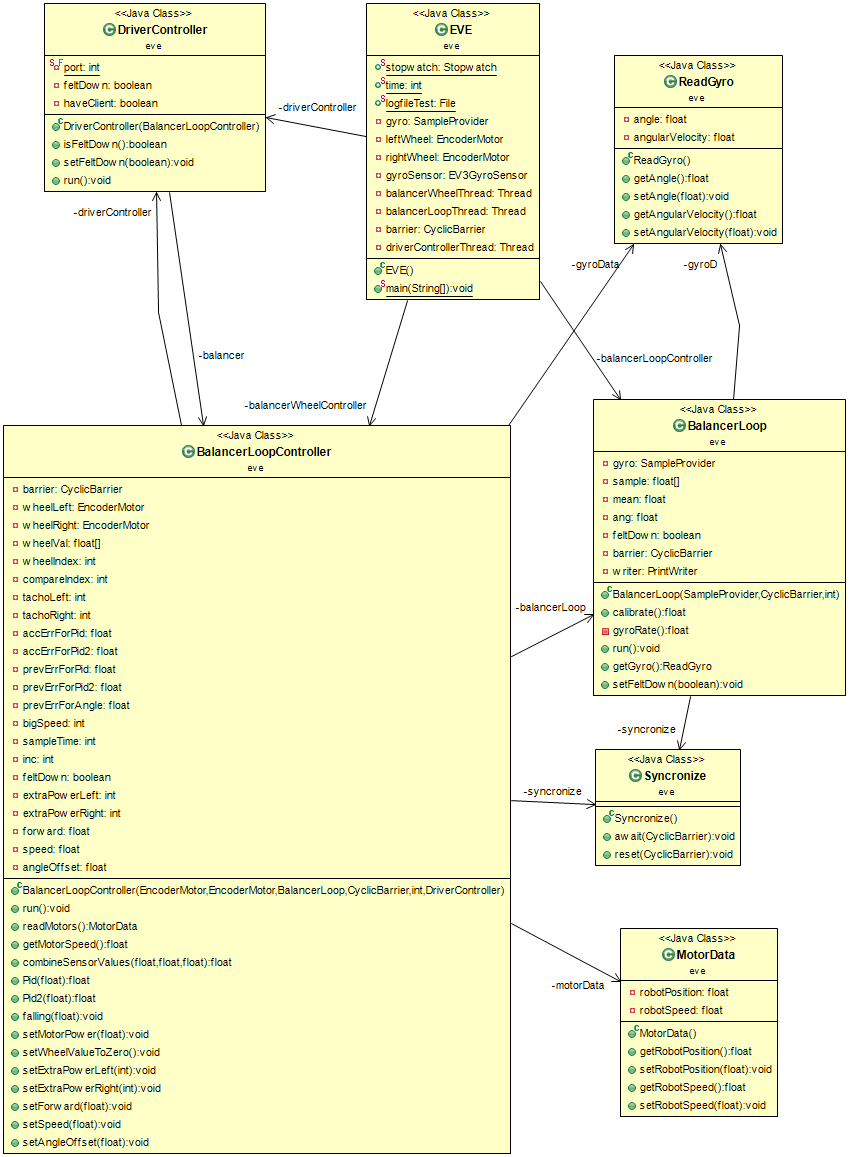 <<Java Class>>
DriverController
eve
port: int
feltDown: boolean
haveClient: boolean
DriverController(BalancerLoopController)
isFeltDown():boolean
setFeltDown(boolean):void
run():void
<<Java Class>>
EVE
eve
stopwatch: Stopwatch
time: int
logfileTest: File
gyro: SampleProvider
leftWheel: EncoderMotor
rightWheel: EncoderMotor
gyroSensor: EV3GyroSensor
balancerWheelThread: Thread
balancerLoopThread: Thread
barrier: CyclicBarrier
driverControllerThread: Thread
EVE()
main(String[]):void
<<Java Class>>
ReadGyro
eve
angle: float
angularVelocity: float
ReadGyro()
getAngle():float
setAngle(float):void
getAngularVelocity():float
setAngularVelocity(float):void
-driverController
-driverController
-gyroData
-gyroD
-balancer
-balancerLoopController
-balancerWheelController
<<Java Class>>
BalancerLoop
eve
gyro: SampleProvider
sample: float[]
mean: float
ang: float
feltDown: boolean
barrier: CyclicBarrier
writer: PrintWriter
BalancerLoop(SampleProvider,CyclicBarrier,int)
calibrate():float
gyroRate():float
run():void
getGyro():ReadGyro
setFeltDown(boolean):void
<<Java Class>>
BalancerLoopController
eve
barrier: CyclicBarrier
wheelLeft: EncoderMotor
wheelRight: EncoderMotor
wheelVal: float[]
wheelIndex: int
compareIndex: int
tachoLeft: int
tachoRight: int
accErrForPid: float
accErrForPid2: float
prevErrForPid: float
prevErrForPid2: float
prevErrForAngle: float
bigSpeed: int
sampleTime: int
inc: int
feltDown: boolean
extraPowerLeft: int
extraPowerRight: int
forward: float
speed: float
angleOffset: float
BalancerLoopController(EncoderMotor,EncoderMotor,BalancerLoop,CyclicBarrier,int,DriverController)
run():void
readMotors():MotorData
getMotorSpeed():float
combineSensorValues(float,float,float):float
Pid(float):float
Pid2(float):float
falling(float):void
setMotorPower(float):void
setWheelValueToZero():void
setExtraPowerLeft(int):void
setExtraPowerRight(int):void
setForward(float):void
setSpeed(float):void
setAngleOffset(float):void
-balancerLoop
-syncronize
-syncronize
<<Java Class>>
Syncronize
eve
Syncronize()
await(CyclicBarrier):void
reset(CyclicBarrier):void
-motorData
<<Java Class>>
MotorData
eve
robotPosition: float
robotSpeed: float
MotorData()
getRobotPosition():float
setRobotPosition(float):void
getRobotSpeed():float
setRobotSpeed(float):void